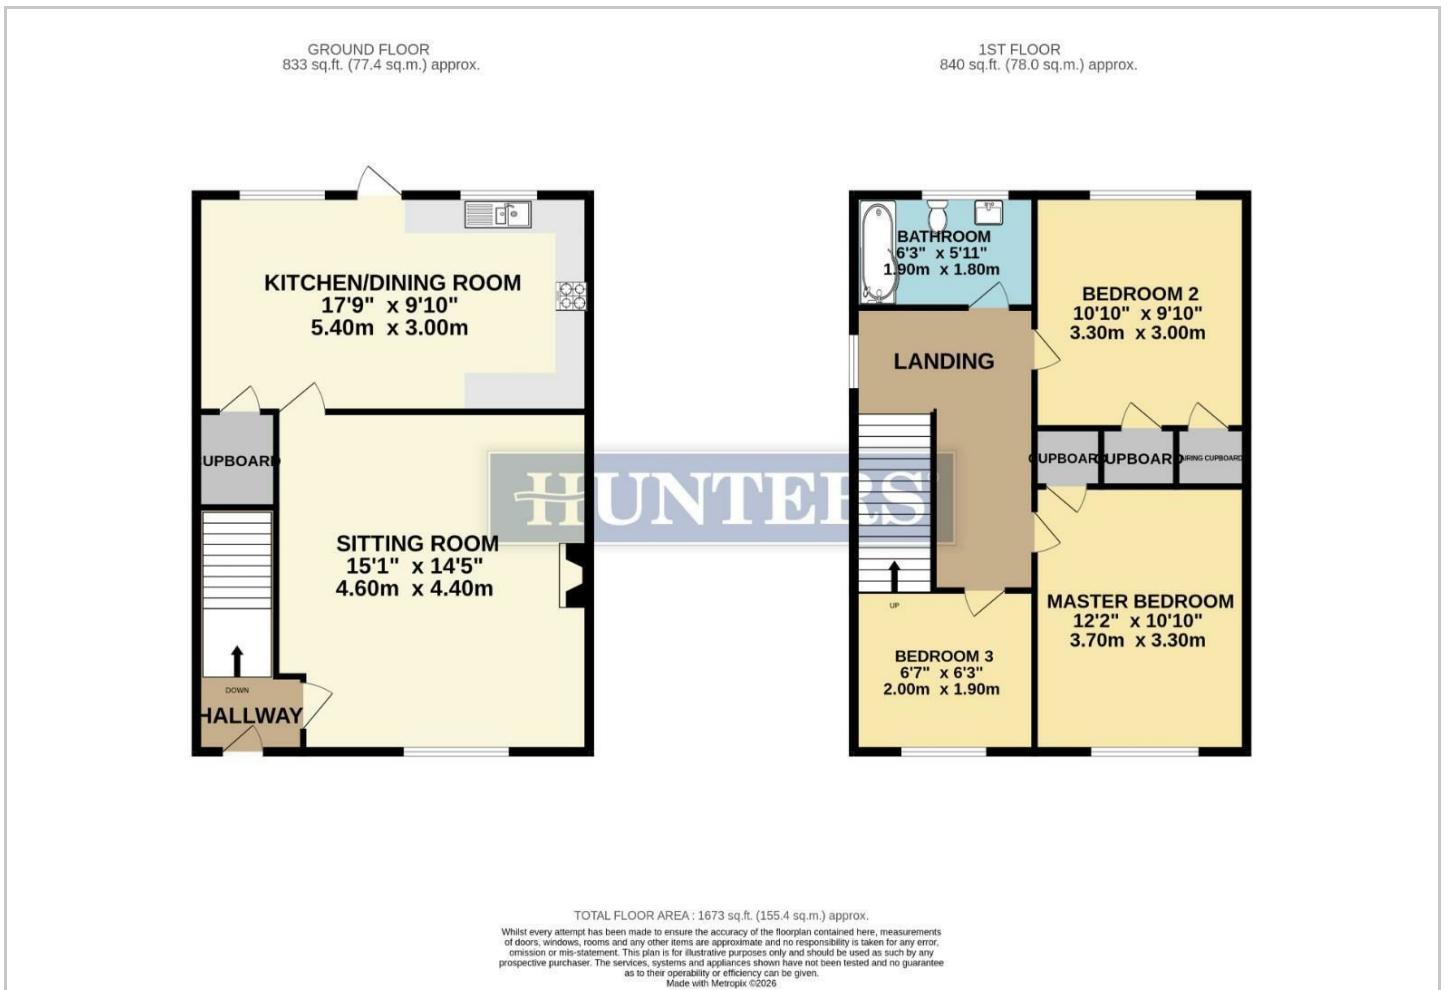 GROUND FLOOR
833 sq.ft. (77.4 sq.m.) approx.
1ST FLOOR
840 sq.ft. (78.0 sq.m.) approx.
KITCHEN/DINING ROOM
17'9" x 9'10"
5.40m x 3.00m
CUPBOARD
SITTING ROOM
15'1" x 14'5"
4.60m x 4.40m
DOWN
HALLWAY
BATHROOM
6'3" x 5'11"
1.90m x 1.80m
BEDROOM 2
10'10" x 9'10"
3.30m x 3.00m
LANDING
CUPBOARD
CUPBOARD
AIRING CUPBOARD
HUNTERS
UP
MASTER BEDROOM
12'2" x 10'10"
3.70m x 3.30m
BEDROOM 3
6'7" x 6'3"
2.00m x 1.90m
TOTAL FLOOR AREA : 1673 sq.ft. (155.4 sq.m.) approx.
Whilst every attempt has been made to ensure the accuracy of the floorplan contained here, measurements
of doors, windows, rooms and any other items are approximate and no responsibility is taken for any error,
omission or mis-statement. This plan is for illustrative purposes only and should be used as such by any
prospective purchaser. The services, systems and appliances shown have not been tested and no guarantee
as to their operability or efficiency can be given.
Made with Metropix ©2026